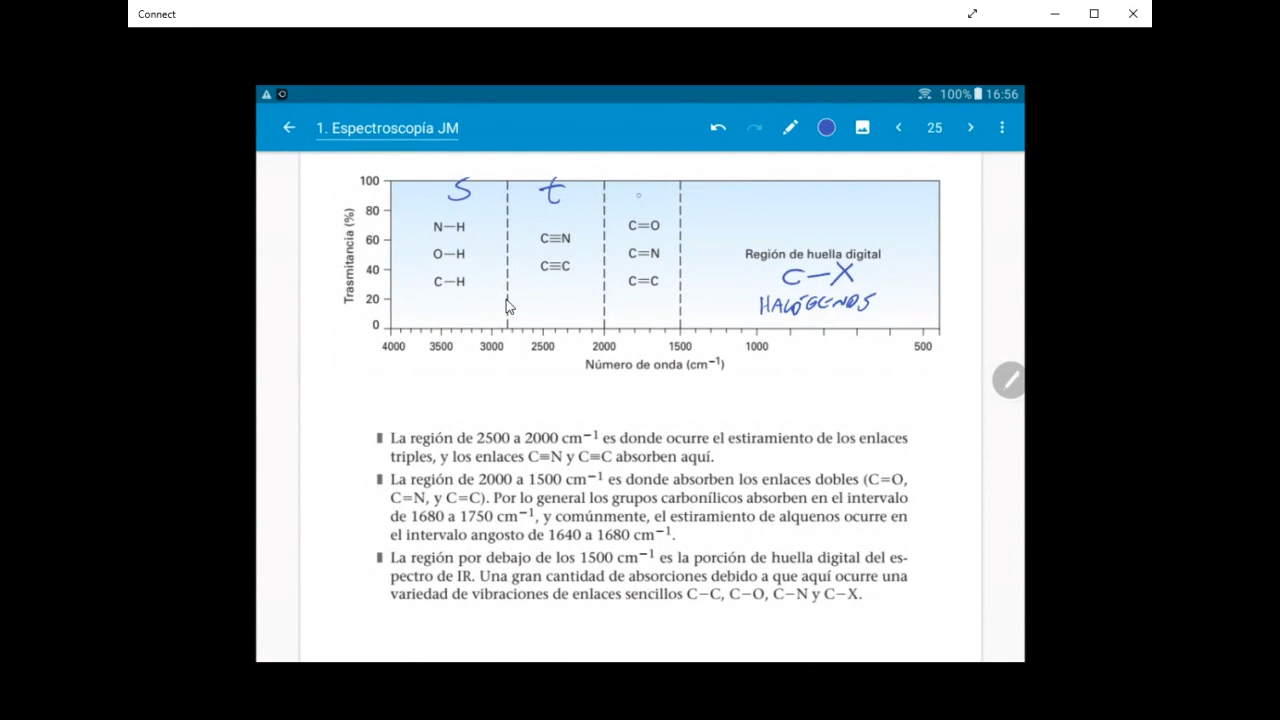 Connect
100% 16:56
1. Espectroscopía JM
25
100
80
60
40
20
0
Trasmitancia (%)
S
t
N—H
O—H
C—H
C≡N
C≡C
C=O
C=N
C=C
Región de huella digital
C—X
HALÓGENOS
4000 3500 3000 2500 2000 1500 1000 500
Número de onda (cm−1)
La región de 2500 a 2000 cm−1 es donde ocurre el estiramiento de los enlaces
triples, y los enlaces C≡N y C≡C absorben aquí.
La región de 2000 a 1500 cm−1 es donde absorben los enlaces dobles (C=O,
C=N, y C=C). Por lo general los grupos carbonílicos absorben en el intervalo
de 1680 a 1750 cm−1, y comúnmente, el estiramiento de alquenos ocurre en
el intervalo angosto de 1640 a 1680 cm−1.
La región por debajo de los 1500 cm−1 es la porción de huella digital del es-
pectro de IR. Una gran cantidad de absorciones debido a que aquí ocurre una
variedad de vibraciones de enlaces sencillos C−C, C−O, C−N y C−X.